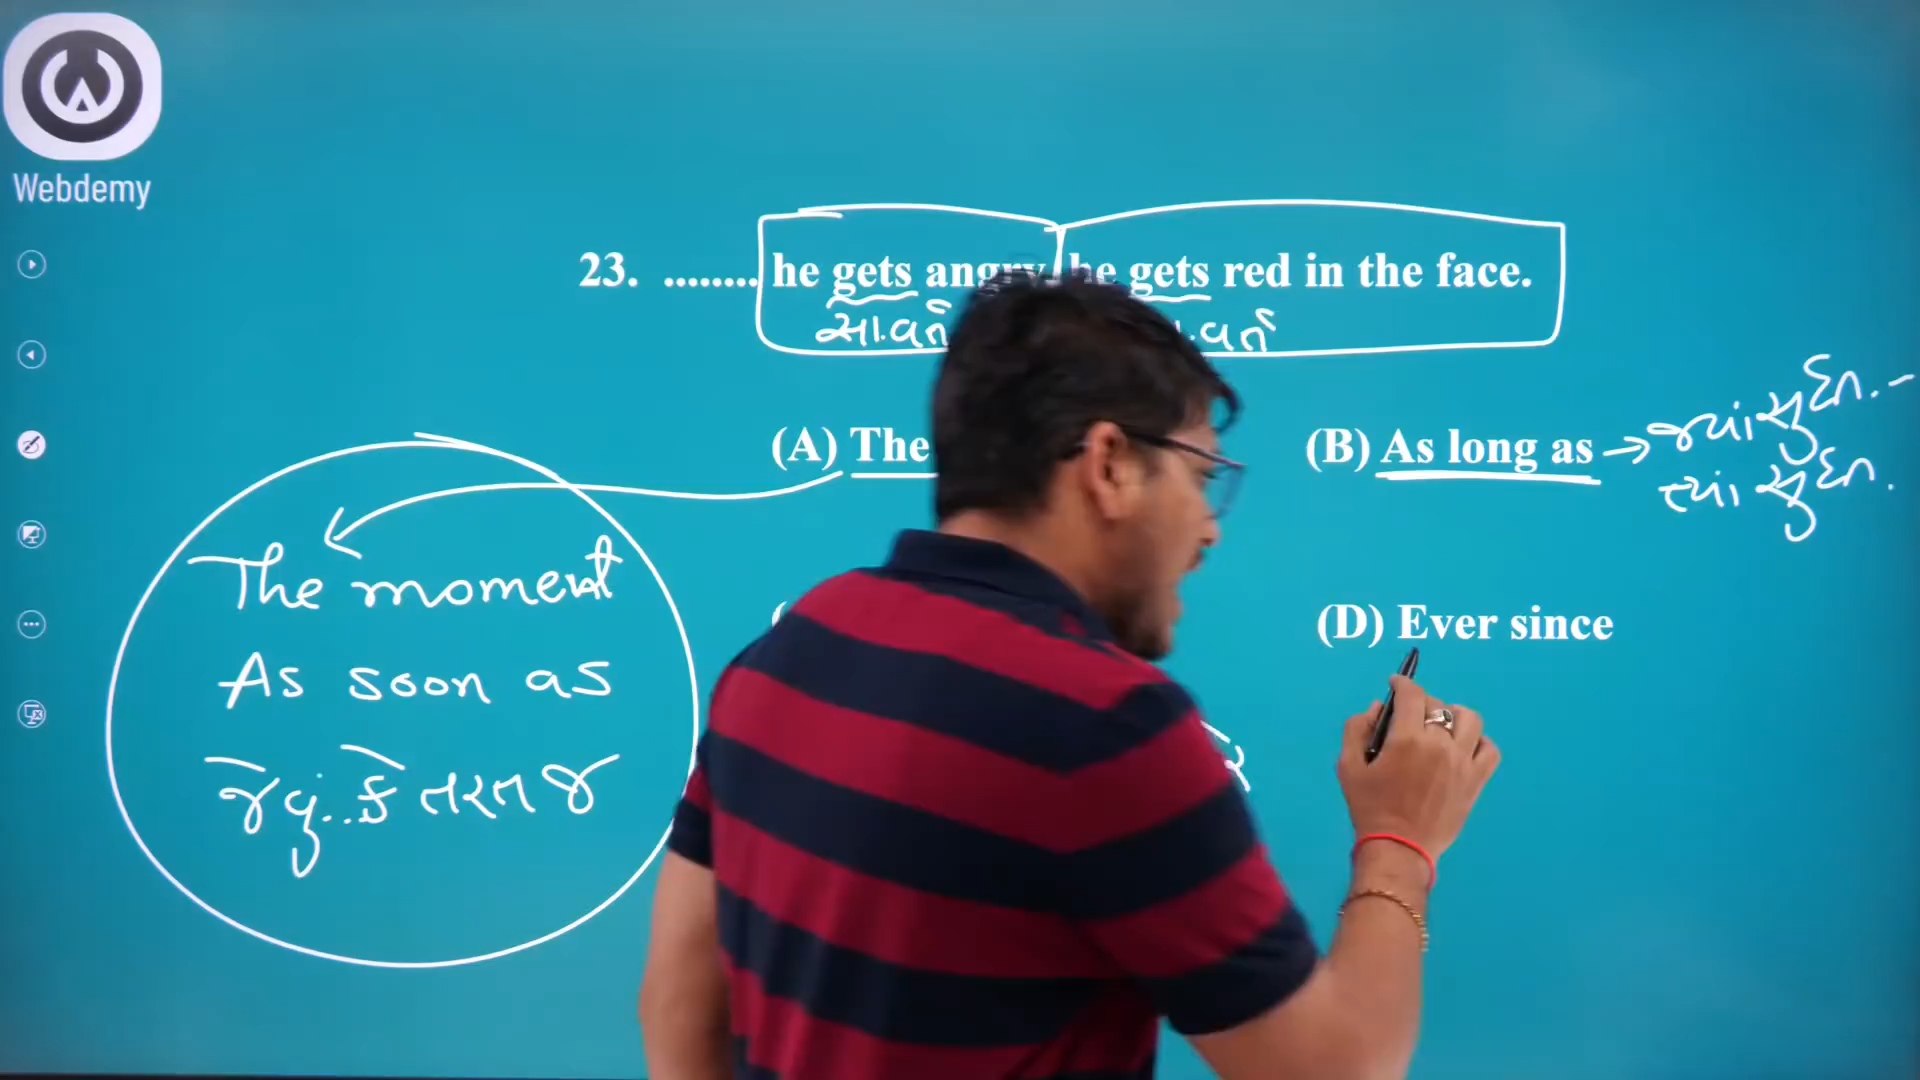 Webdemy
23. ........ he gets angry, he gets red in the face.
સા.વર્ત .વર્ત
(A) The
(B) As long as → જ્યાં સુધી.–
ત્યાં સુધી.
The moment
As soon as
જેવું..કે તરત જ
(D) Ever since